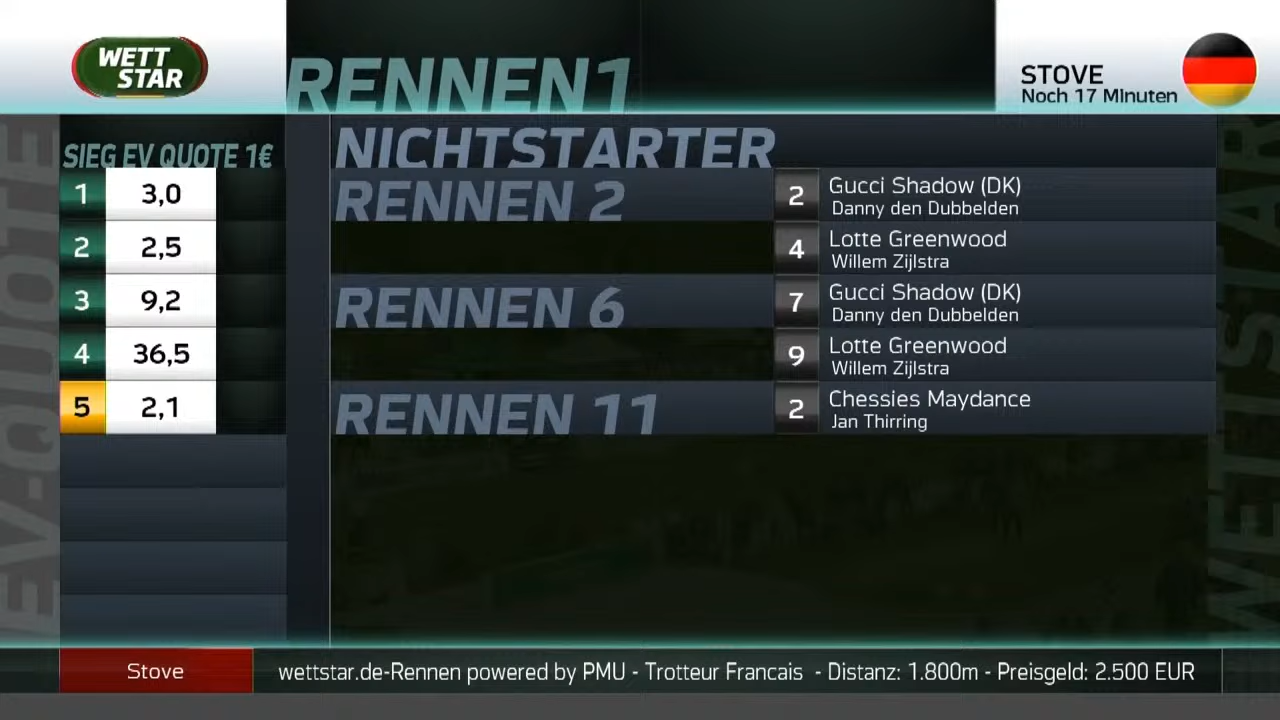 WETT
STAR
RENNEN 1
STOVE
Noch 17 Minuten
SIEG EV QUOTE 1€
1 3,0
2 2,5
3 9,2
4 36,5
5 2,1
NICHTSTARTER
RENNEN 2
2 Gucci Shadow (DK)
Danny den Dubbelden
4 Lotte Greenwood
Willem Zijlstra
RENNEN 6
7 Gucci Shadow (DK)
Danny den Dubbelden
9 Lotte Greenwood
Willem Zijlstra
RENNEN 11
2 Chessies Maydance
Jan Thirring
EV-QUOTE
WETTSTAR
Stove
wettstar.de-Rennen powered by PMU - Trotteur Francais - Distanz: 1.800m - Preisgeld: 2.500 EUR